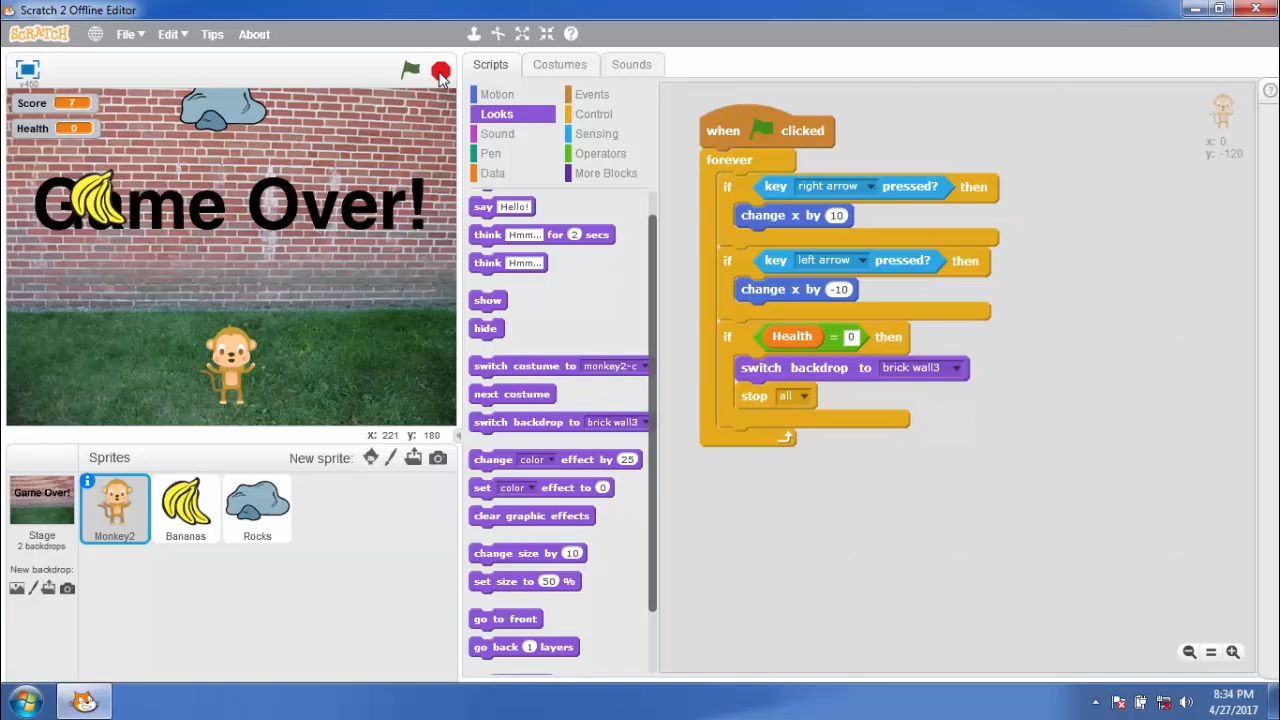 Scratch 2 Offline Editor
SCRATCH File Edit Tips About
v450
Scripts Costumes Sounds
Score 7
Health 0
Game Over!
x: 221 y: 180
Motion Events
Looks Control
Sound Sensing
Pen Operators
Data More Blocks
say Hello!
think Hmm... for 2 secs
think Hmm...
show
hide
switch costume to monkey2-c
next costume
switch backdrop to brick wall3
change color effect by 25
set color effect to 0
clear graphic effects
change size by 10
set size to 50 %
go to front
go back 1 layers
when clicked
forever
if key right arrow pressed? then
change x by 10
if key left arrow pressed? then
change x by -10
if Health = 0 then
switch backdrop to brick wall3
stop all
x: 0
y: -120
Sprites New sprite:
Game Over!
Stage
2 backdrops
New backdrop:
Monkey2 Bananas Rocks
8:34 PM
4/27/2017